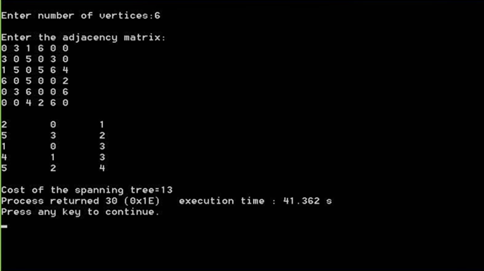 Enter number of vertices:6
Enter the adjacency matrix:
0 3 1 6 0 0
3 0 5 0 3 0
1 5 0 5 6 4
6 0 5 0 0 2
0 3 6 0 0 6
0 0 4 2 6 0
2 0 1
5 3 2
1 0 3
4 1 3
5 2 4
Cost of the spanning tree=13
Process returned 30 (0x1E) execution time : 41.362 s
Press any key to continue.